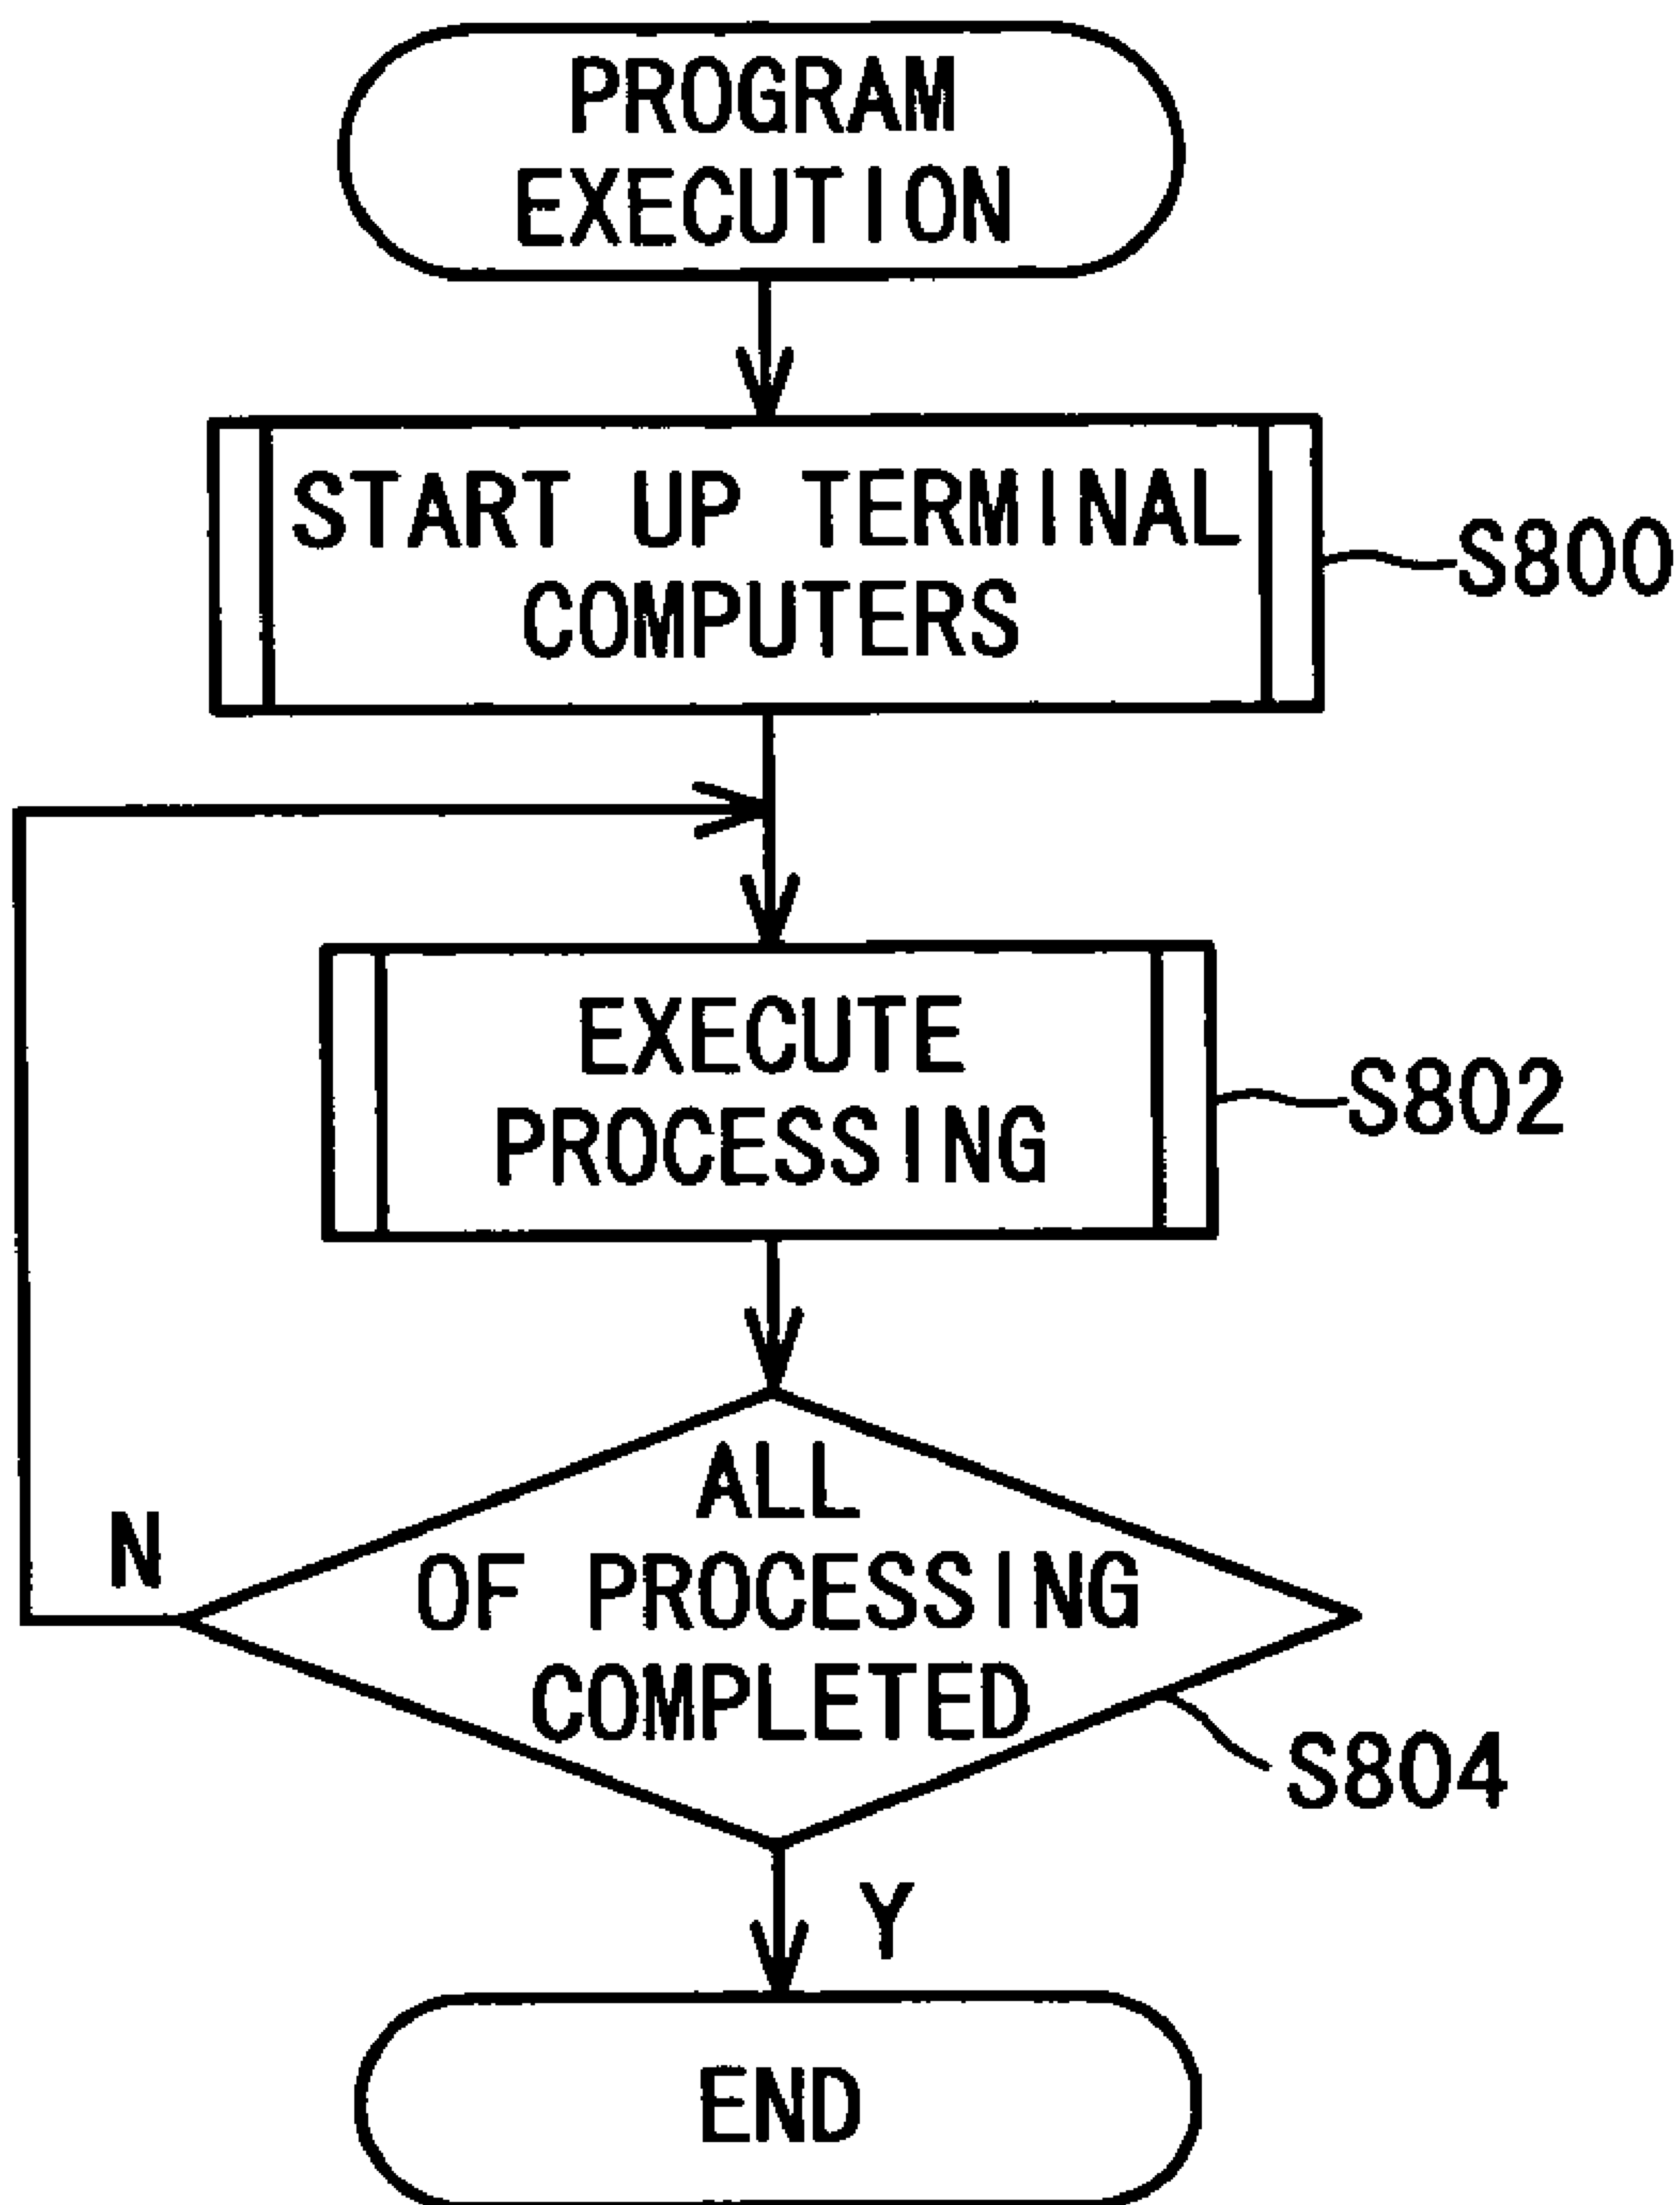 PROGRAM
EXECUTION
START UP TERMINAL
COMPUTERS
S800
EXECUTE
PROCESSING
S802
ALL
OF PROCESSING
COMPLETED
N
S804
Y
END